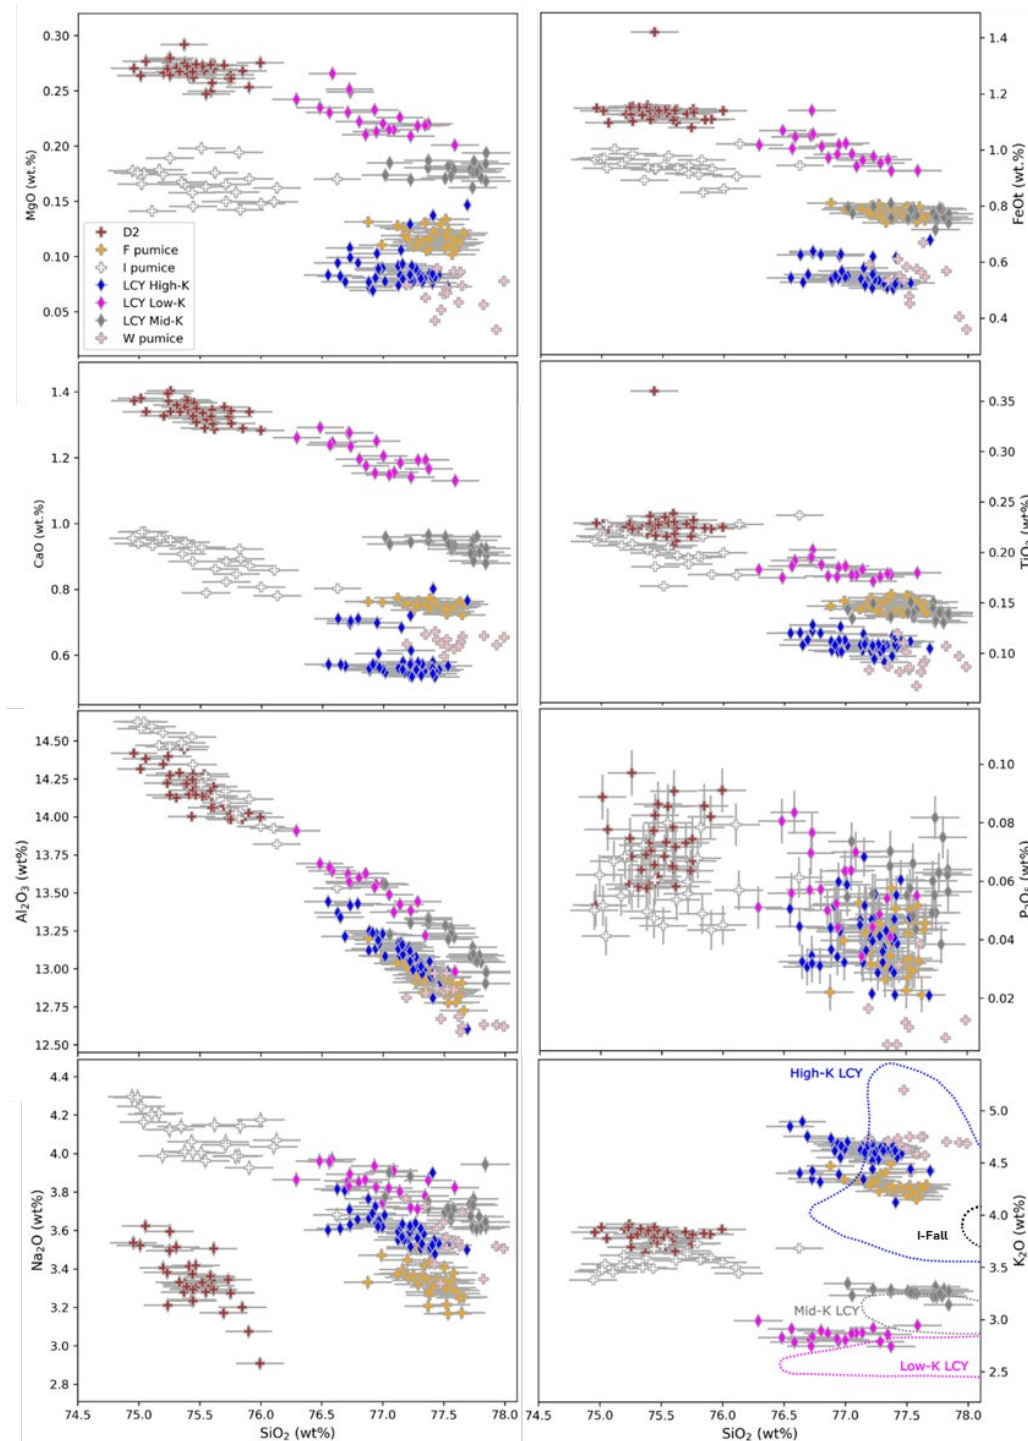 0.30
0.25
0.20
0.15
0.10
0.05
MgO (wt.%)
D2
F pumice
I pumice
LCY High-K
LCY Low-K
LCY Mid-K
W pumice
1.4
1.2
1.0
0.8
0.6
0.4
FeOt (wt.%)
1.4
1.2
1.0
0.8
0.6
CaO (wt.%)
0.35
0.30
0.25
0.20
0.15
0.10
TiO₂ (wt%)
14.50
14.25
14.00
13.75
13.50
13.25
13.00
12.75
12.50
Al₂O₃ (wt%)
0.10
0.08
0.06
0.04
0.02
P₂O₅ (wt%)
4.4
4.2
4.0
3.8
3.6
3.4
3.2
3.0
2.8
Na₂O (wt%)
74.5 75.0 75.5 76.0 76.5 77.0 77.5 78.0
SiO₂ (wt%)
High-K LCY
I-Fall
Mid-K LCY
Low-K LCY
5.0
4.5
4.0
3.5
3.0
2.5
K₂O (wt%)
74.5 75.0 75.5 76.0 76.5 77.0 77.5 78.0
SiO₂ (wt%)